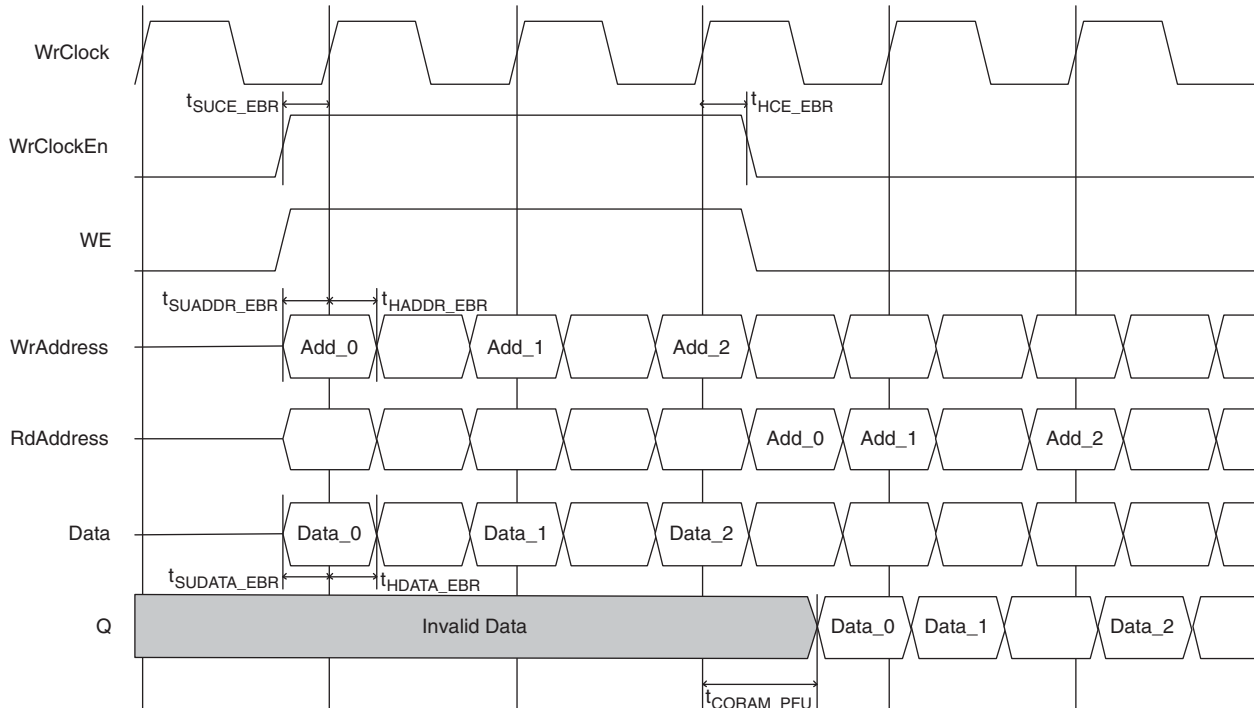 WrClock
tSUCE_EBR
tHCE_EBR
WrClockEn
WE
tSUADDR_EBR tHADDR_EBR
WrAddress Add_0 Add_1 Add_2
RdAddress Add_0 Add_1 Add_2
Data Data_0 Data_1 Data_2
tSUDATA_EBR tHDATA_EBR
Q Invalid Data Data_0 Data_1 Data_2
tCORAM_PFU